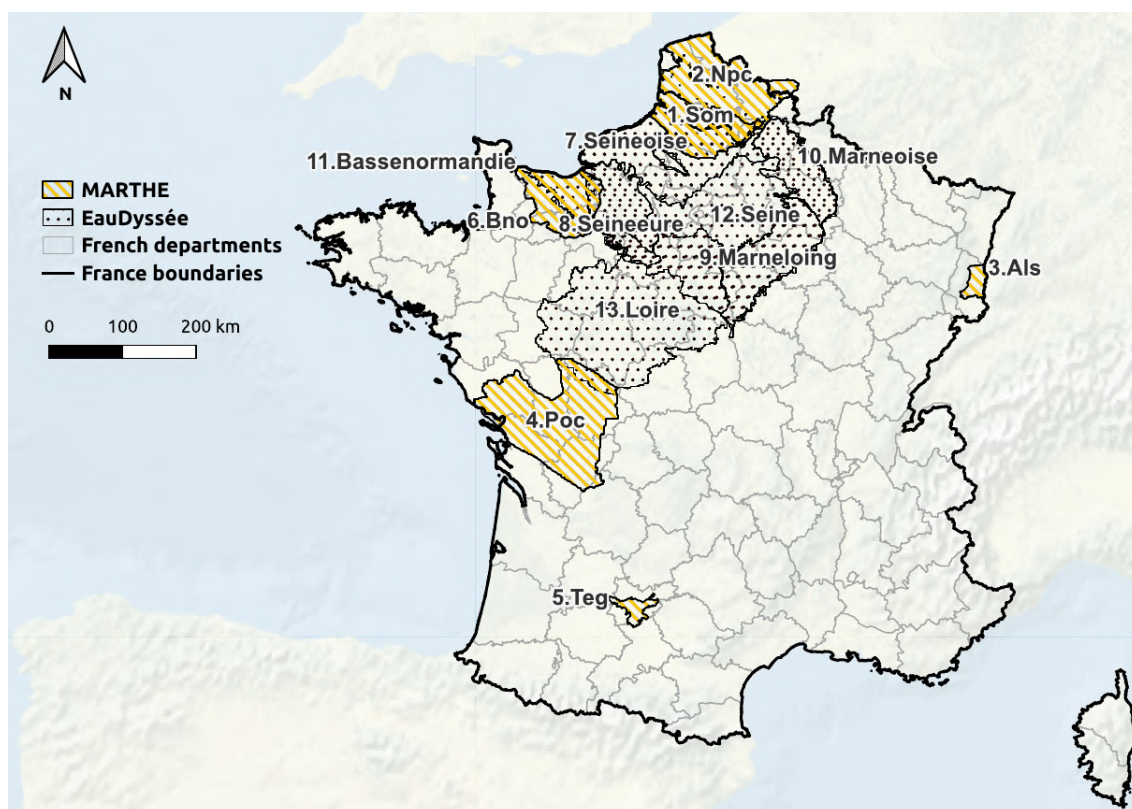 2.Npc
N
1.Som
7.Seineoise
11.Bassenormandie
10.Marneoise
MARTHE
EauDyssée
French departments
France boundaries
6.Bno
8.Seineeure
12.Seine
9.Marneloing
3.Als
13.Loire
0 100 200 km
4.Poc
5.Teg